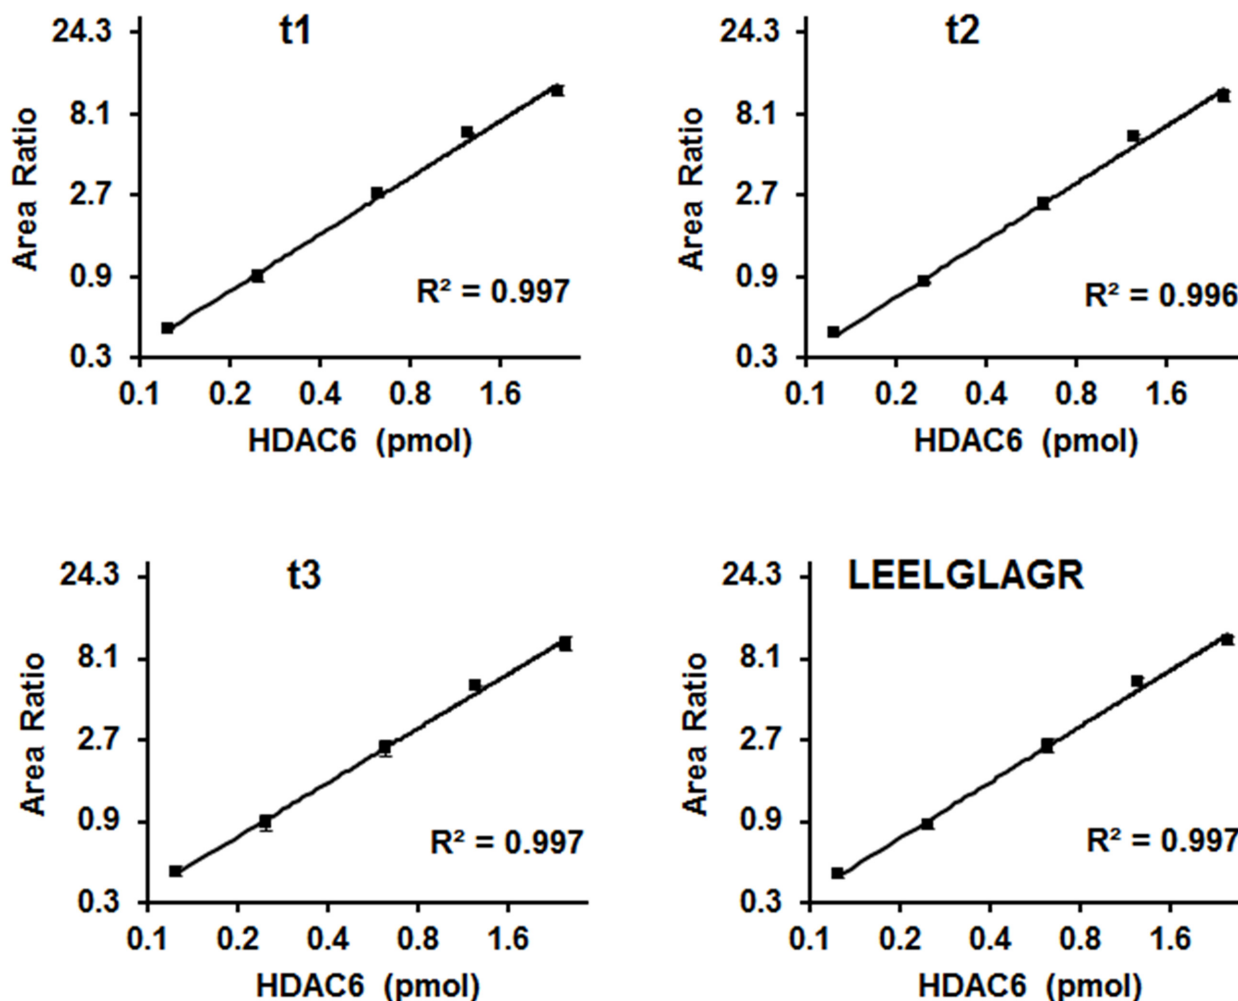 t1
24.3
8.1
2.7
0.9
0.3
Area Ratio
R² = 0.997
0.1 0.2 0.4 0.8 1.6
HDAC6 (pmol)
t2
24.3
8.1
2.7
0.9
0.3
Area Ratio
R² = 0.996
0.1 0.2 0.4 0.8 1.6
HDAC6 (pmol)
t3
24.3
8.1
2.7
0.9
0.3
Area Ratio
R² = 0.997
0.1 0.2 0.4 0.8 1.6
HDAC6 (pmol)
LEELGLAGR
24.3
8.1
2.7
0.9
0.3
Area Ratio
R² = 0.997
0.1 0.2 0.4 0.8 1.6
HDAC6 (pmol)